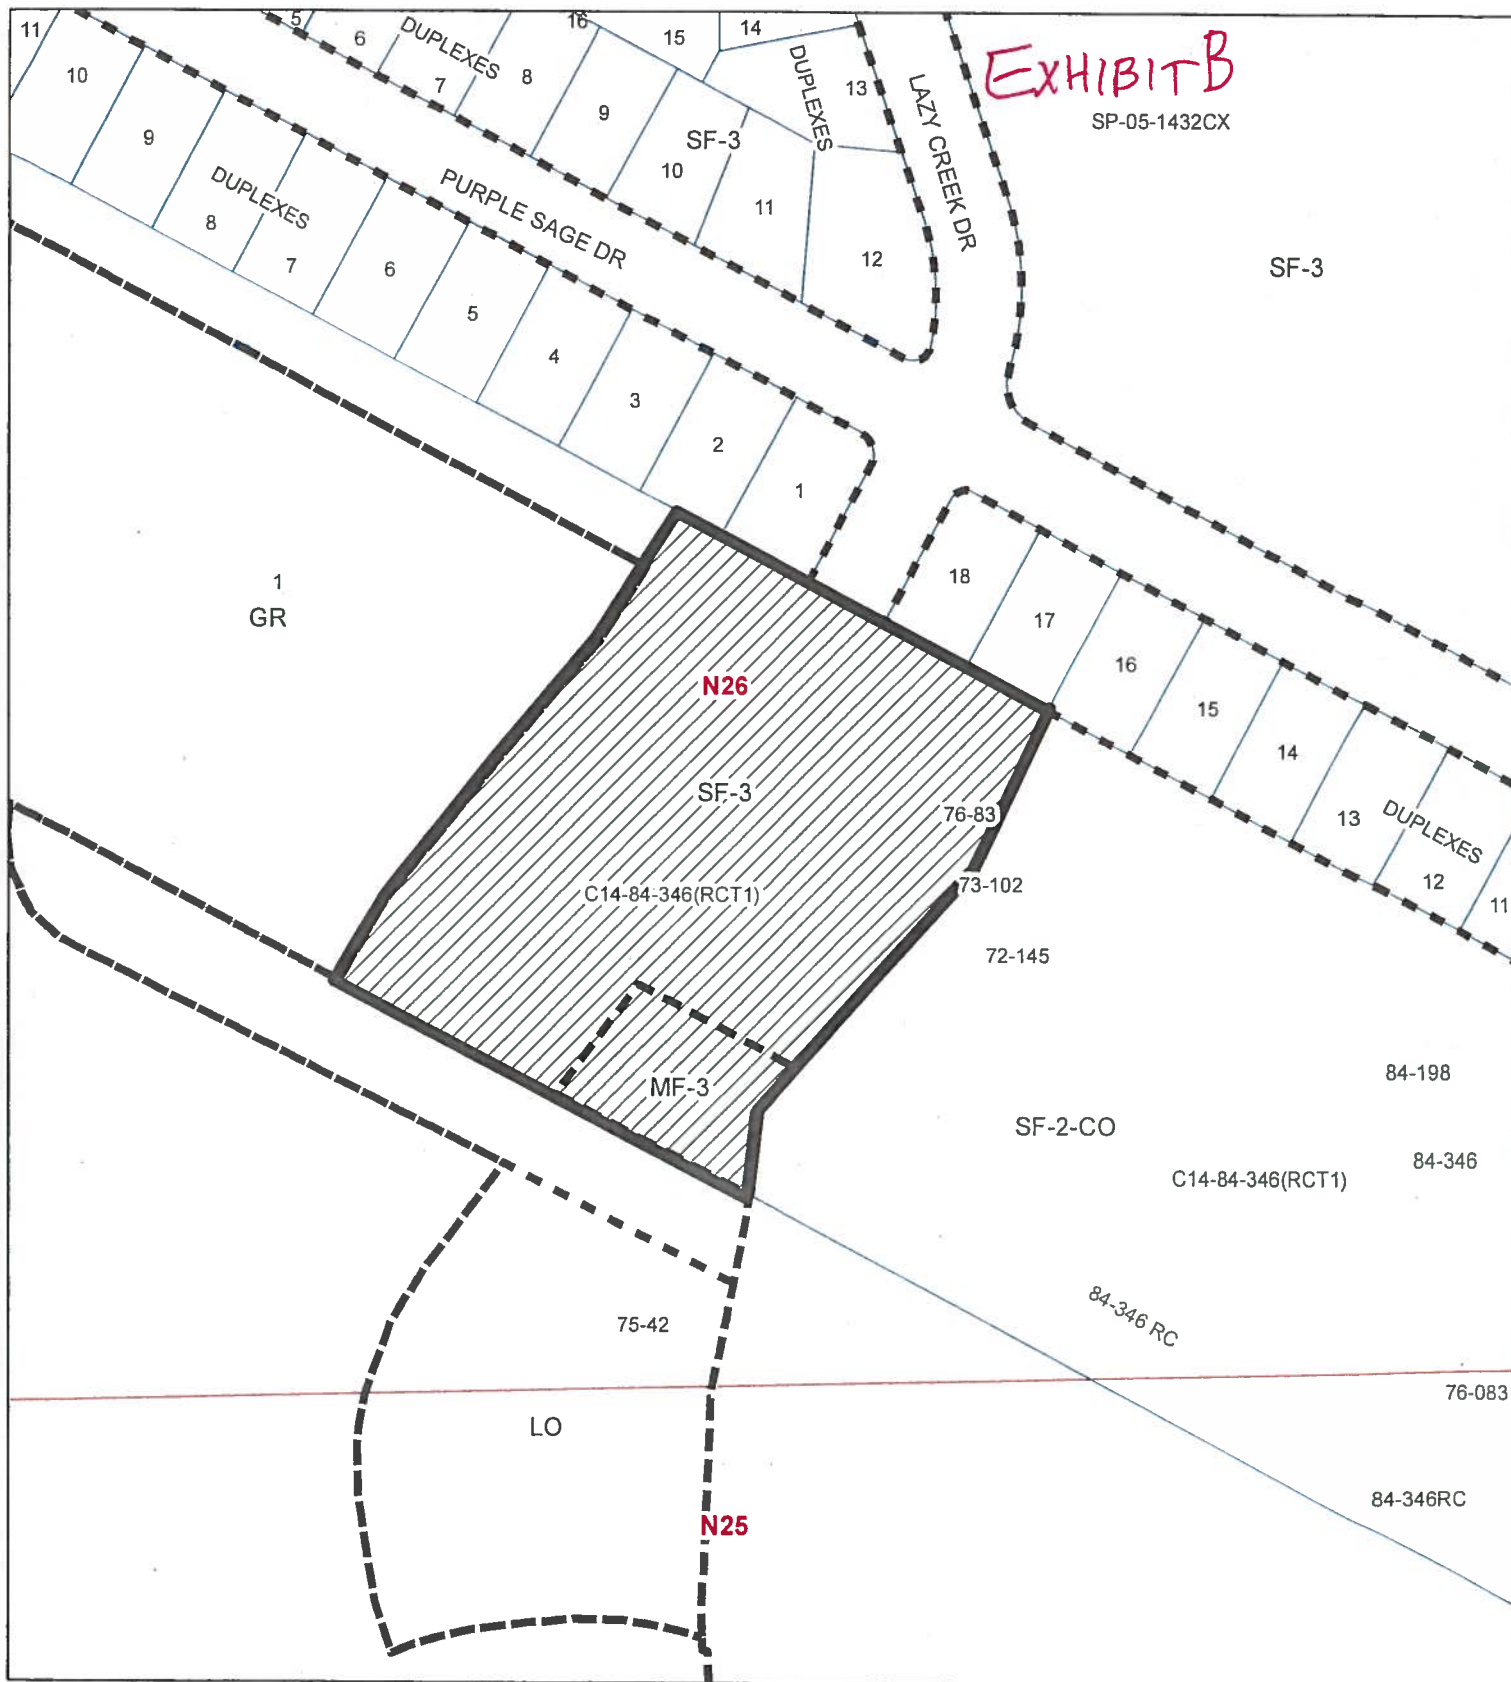 EXHIBIT B
SP-05-1432CX
5
16
15
14
11
6
DUPLEXES
8
DUPLEXES
13
LAZY CREEK DR
10
7
9
SF-3
9
10
DUPLEXES
PURPLE SAGE DR
11
8
12
SF-3
7
6
5
4
3
2
1
18
1
GR
17
16
N26
15
14
SF-3
76-83
13
DUPLEXES
12
11
C14-84-346(RCT1)
73-102
72-145
MF-3
84-198
SF-2-CO
84-346
C14-84-346(RCT1)
84-346 RC
75-42
76-083
LO
84-346RC
N25